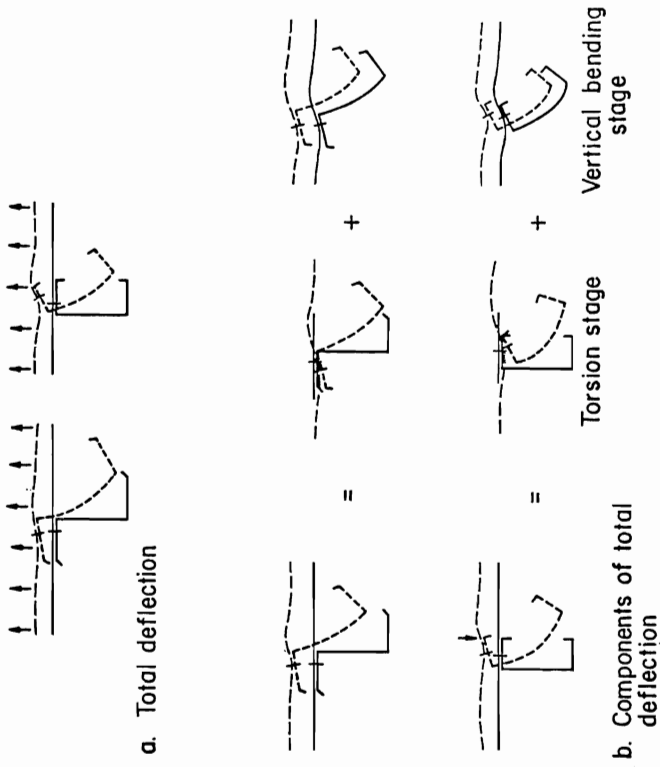 a. Total deflection
= +
Torsion stage
Vertical bending
stage
= +
b. Components of total
deflection